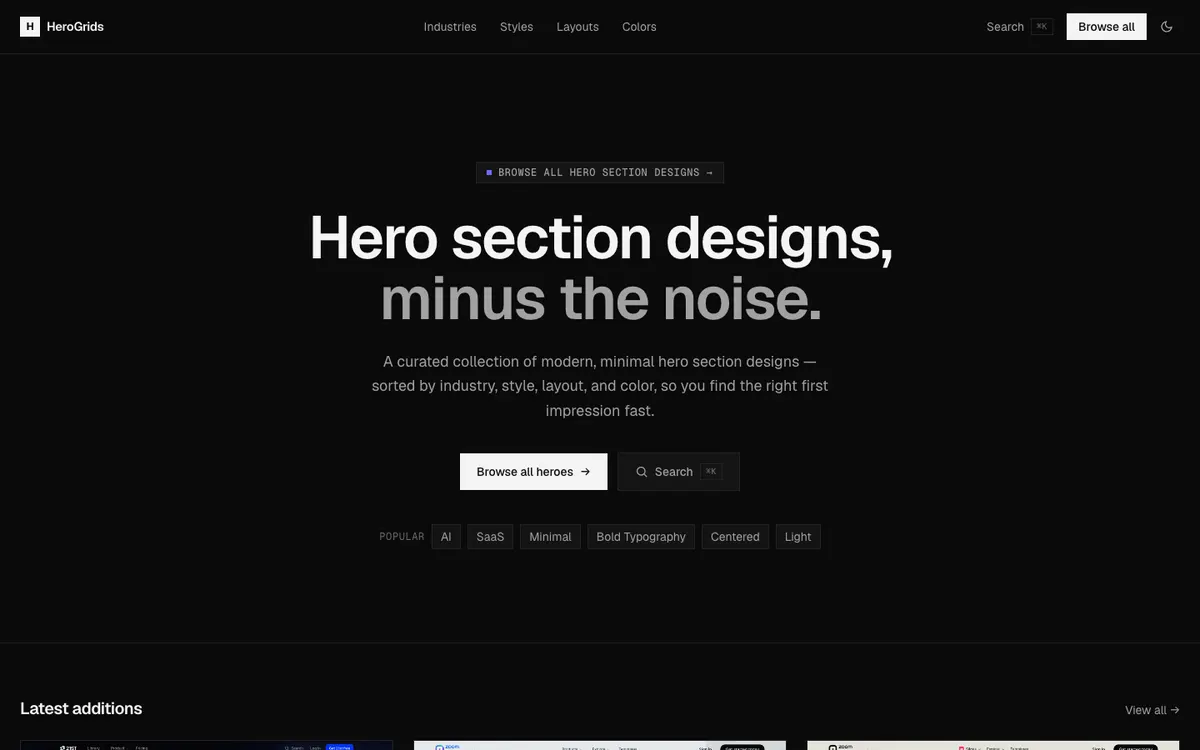 H HeroGrids
Industries Styles Layouts Colors
Search ⌘K Browse all
BROWSE ALL HERO SECTION DESIGNS →
Hero section designs,
minus the noise.
A curated collection of modern, minimal hero section designs —
sorted by industry, style, layout, and color, so you find the right first
impression fast.
Browse all heroes →
Search ⌘K
POPULAR AI SaaS Minimal Bold Typography Centered Light
Latest additions
View all →